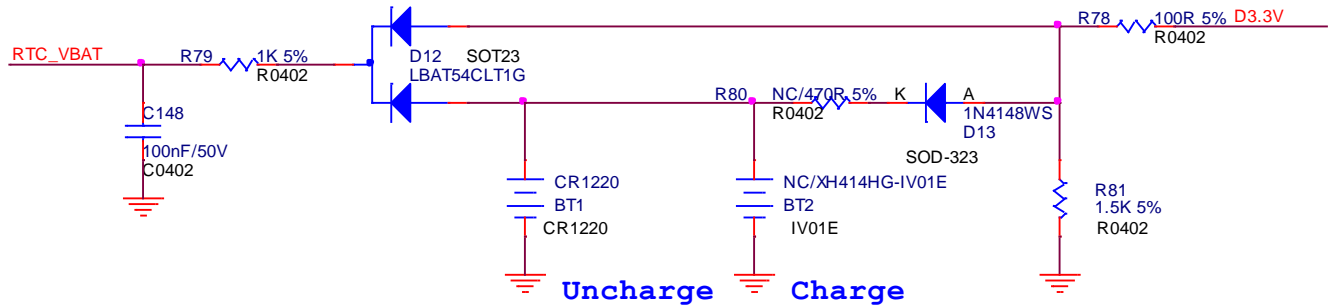 R78 100R 5% D3.3V
R0402
RTC_VBAT R79 1K 5%
R0402
D12 SOT23
LBAT54CLT1G
R80 NC/470R 5% K A
R0402
1N4148WS
D13
SOD-323
C148
100nF/50V
C0402
CR1220
BT1
CR1220
NC/XH414HG-IV01E
BT2
IV01E
R81
1.5K 5%
R0402
Uncharge Charge